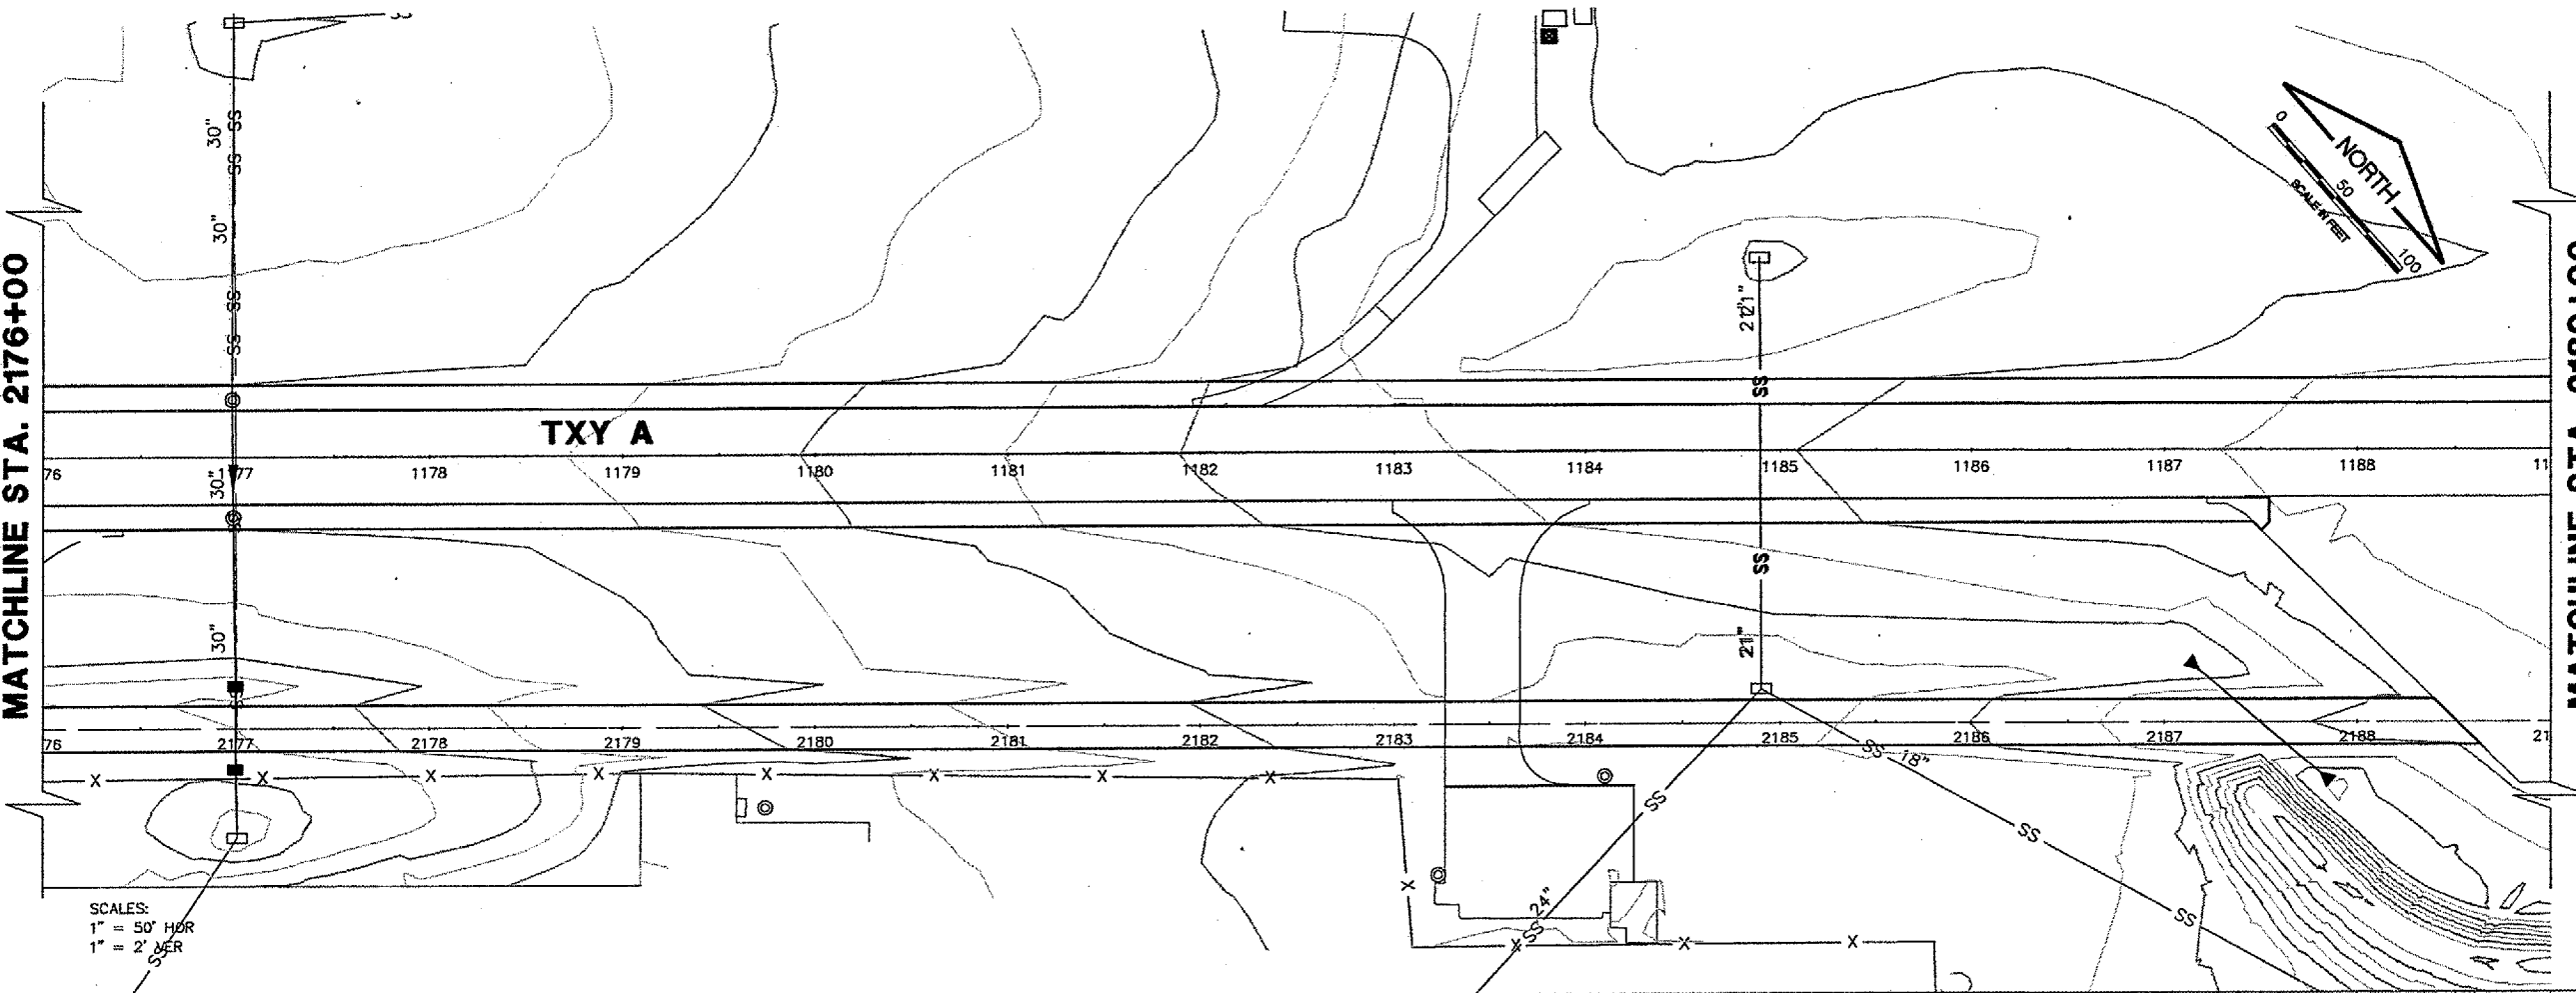 SS
30"
SS
SS
30"
SS
SS
SS
MATCHLINE STA. 2176+00
0
NORTH
50
SCALE IN FEET
100
21"
SS
TXY A
76
1177
1178
1179
1180
1181
1182
1183
1184
1185
1186
1187
1188
30"
SS
30"
21"
76
2177
2178
2179
2180
2181
2182
2183
2184
2185
2186
2187
2188
X
X
X
X
X
X
X
X
SS
18"
SS
SS
SS
X
24"
SS
X
X
X
SCALES:
1" = 50' HOR
1" = 2' VER
SS